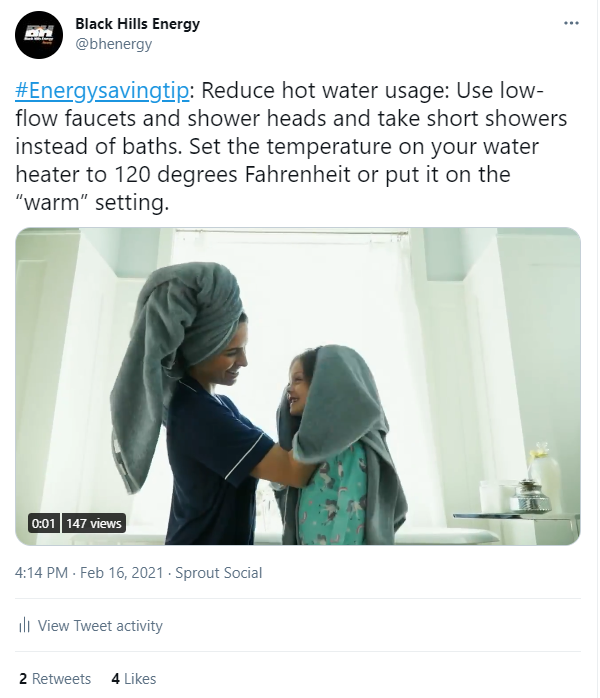 Black Hills Energy
@bhenergy
#Energysavingtip: Reduce hot water usage: Use low-
flow faucets and shower heads and take short showers
instead of baths. Set the temperature on your water
heater to 120 degrees Fahrenheit or put it on the
“warm” setting.
0:01 147 views
4:14 PM · Feb 16, 2021 · Sprout Social
View Tweet activity
2 Retweets 4 Likes